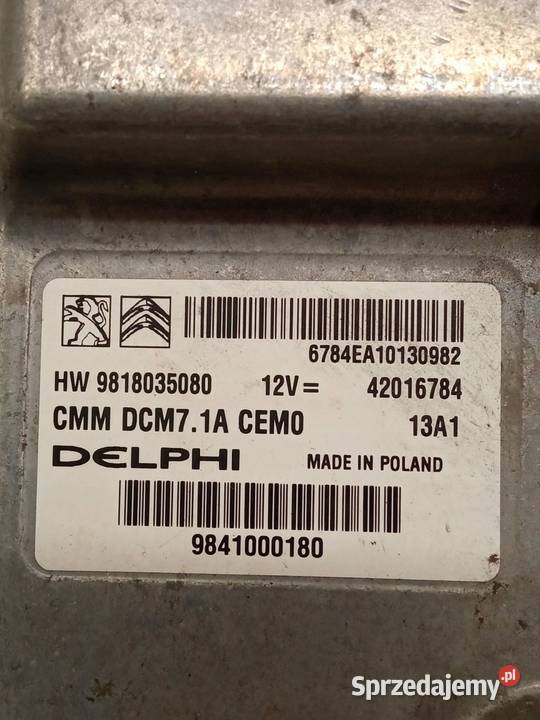 6784EA10130982
HW 9818035080 12V= 42016784
CMM DCM7.1A CEM0 13A1
DELPHI MADE IN POLAND
9841000180
Sprzedajemy.pl